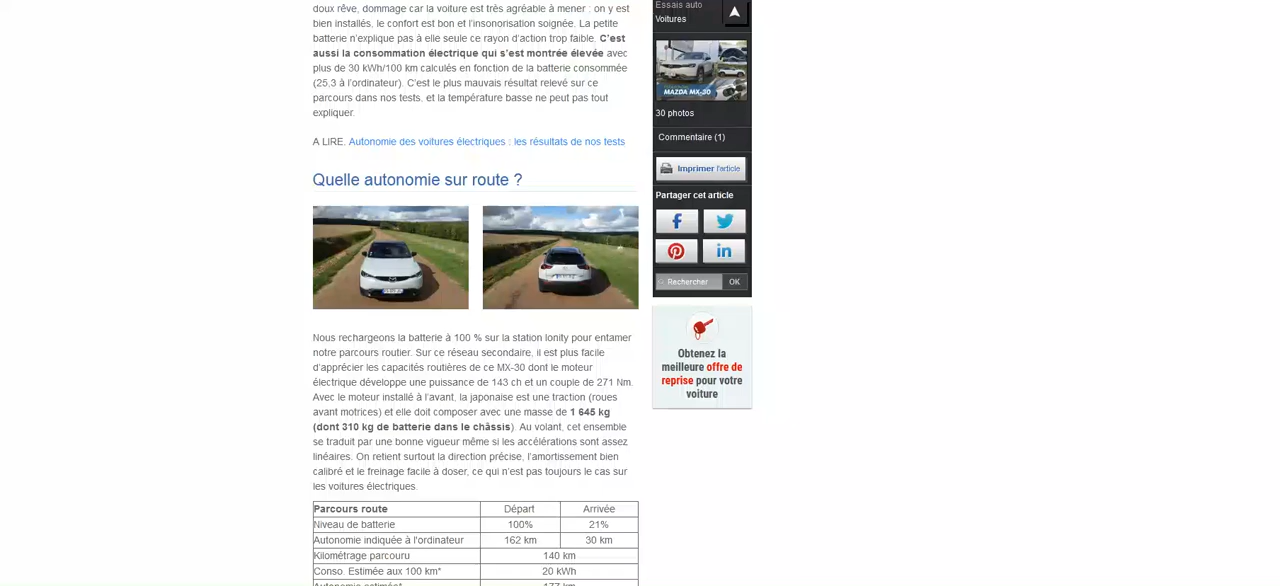 doux rêve, dommage car la voiture est très agréable à mener : on y est
bien installés, le confort est bon et l'insonorisation soignée. La petite
batterie n'explique pas à elle seule ce rayon d'action trop faible. C'est
aussi la consommation électrique qui s'est montrée élevée avec
plus de 30 kWh/100 km calculés en fonction de la batterie consommée
(25,3 à l'ordinateur). C'est le plus mauvais résultat relevé sur ce
parcours dans nos tests, et la température basse ne peut pas tout
expliquer.
A LIRE. Autonomie des voitures électriques : les résultats de nos tests
Quelle autonomie sur route ?
Nous rechargeons la batterie à 100 % sur la station Ionity pour entamer
notre parcours routier. Sur ce réseau secondaire, il est plus facile
d'apprécier les capacités routières de ce MX-30 dont le moteur
électrique développe une puissance de 143 ch et un couple de 271 Nm.
Avec le moteur installé à l'avant, la japonaise est une traction (roues
avant motrices) et elle doit composer avec une masse de 1 645 kg
(dont 310 kg de batterie dans le châssis). Au volant, cet ensemble
se traduit par une bonne vigueur même si les accélérations sont assez
linéaires. On retient surtout la direction précise, l'amortissement bien
calibré et le freinage facile à doser, ce qui n'est pas toujours le cas sur
les voitures électriques.
Parcours route Départ Arrivée
Niveau de batterie 100% 21%
Autonomie indiquée à l'ordinateur 162 km 30 km
Kilométrage parcouru 140 km
Conso. Estimée aux 100 km* 20 kWh
Autonomie estimée* 177 km
Essais auto
Voitures
MAZDA MX-30
30 photos
Commentaire (1)
Imprimer l'article
Partager cet article
Rechercher OK
Obtenez la
meilleure offre de
reprise pour votre
voiture